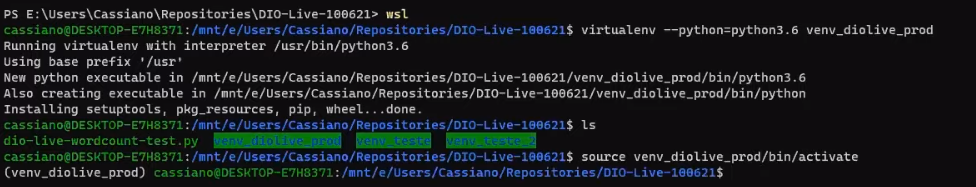 PS E:\Users\Cassiano\Repositories\DIO-Live-100621> wsl
cassiano@DESKTOP-E7H8371:/mnt/e/Users/Cassiano/Repositories/DIO-Live-100621$ virtualenv --python=python3.6 venv_diolive_prod
Running virtualenv with interpreter /usr/bin/python3.6
Using base prefix '/usr'
New python executable in /mnt/e/Users/Cassiano/Repositories/DIO-Live-100621/venv_diolive_prod/bin/python3.6
Also creating executable in /mnt/e/Users/Cassiano/Repositories/DIO-Live-100621/venv_diolive_prod/bin/python
Installing setuptools, pkg_resources, pip, wheel...done.
cassiano@DESKTOP-E7H8371:/mnt/e/Users/Cassiano/Repositories/DIO-Live-100621$ ls
dio-live-wordcount-test.py venv_diolive_prod venv_teste venv_teste_2
cassiano@DESKTOP-E7H8371:/mnt/e/Users/Cassiano/Repositories/DIO-Live-100621$ source venv_diolive_prod/bin/activate
(venv_diolive_prod) cassiano@DESKTOP-E7H8371:/mnt/e/Users/Cassiano/Repositories/DIO-Live-100621$